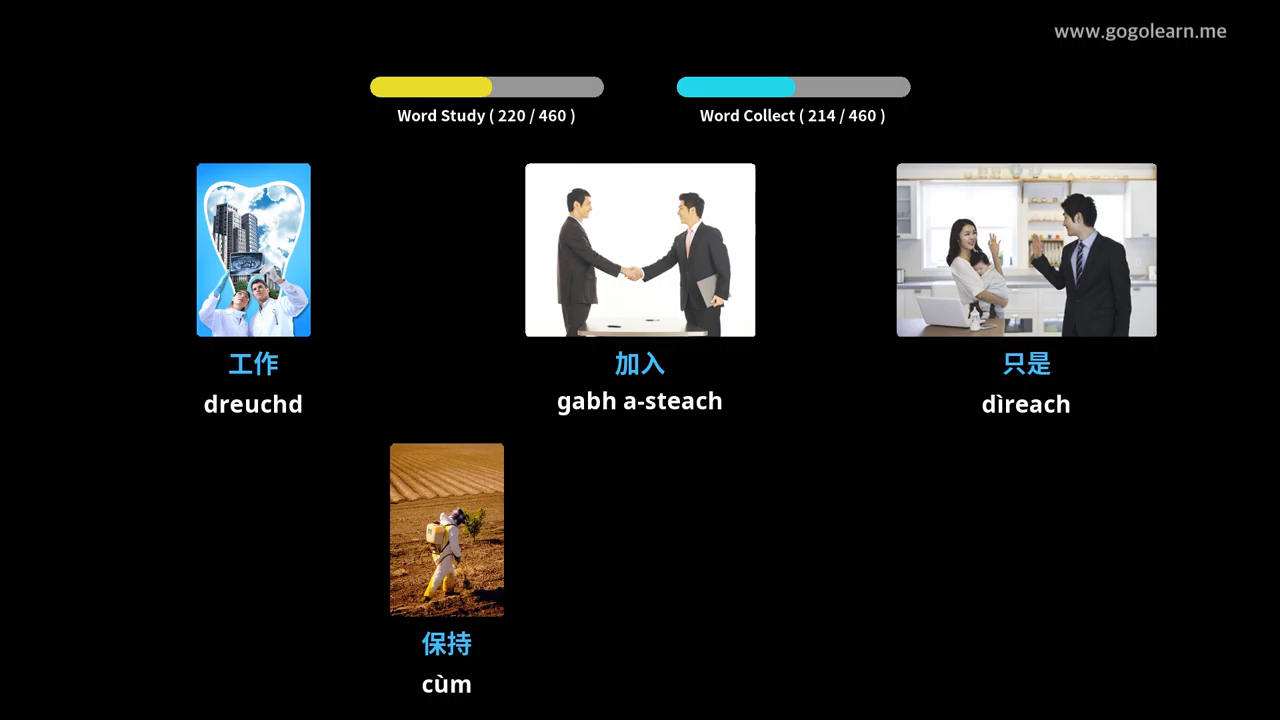 www.gogolearn.me
Word Study ( 220 / 460 )
Word Collect ( 214 / 460 )
工作
dreuchd
加入
gabh a-steach
只是
dìreach
保持
cùm